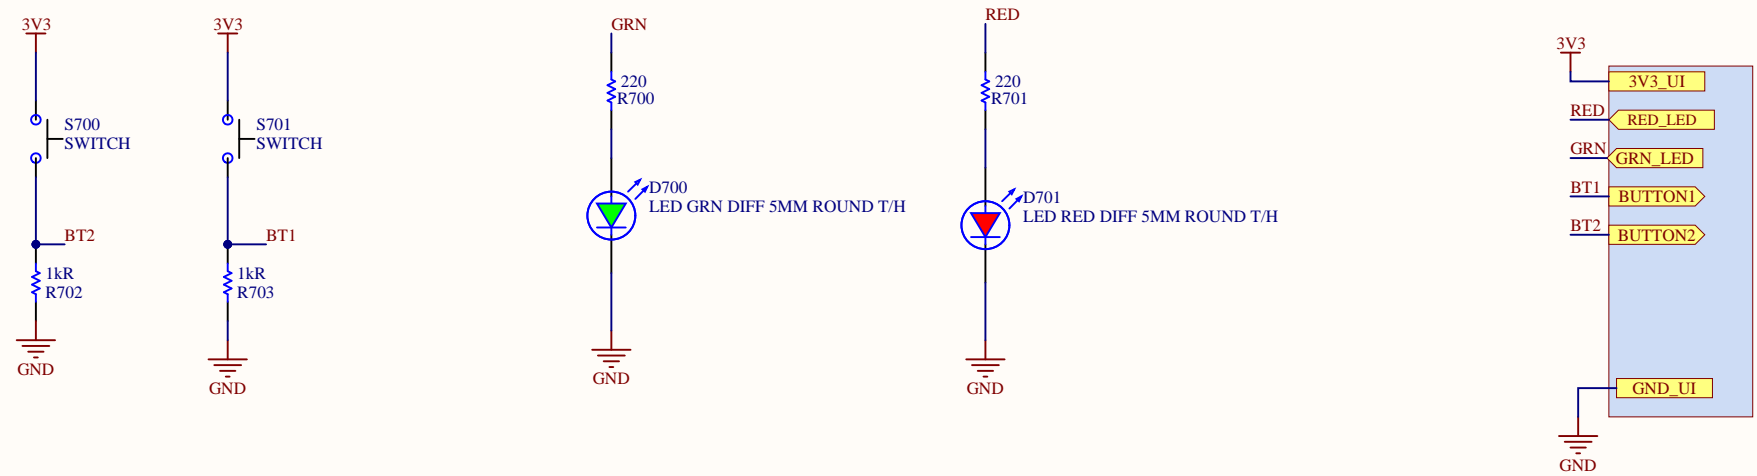 3V3
S700
SWITCH
BT2
1kR
R702
GND
3V3
S701
SWITCH
BT1
1kR
R703
GND
GRN
220
R700
D700
LED GRN DIFF 5MM ROUND T/H
GND
RED
220
R701
D701
LED RED DIFF 5MM ROUND T/H
GND
3V3
3V3_UI
RED
RED_LED
GRN
GRN_LED
BT1
BUTTON1
BT2
BUTTON2
GND_UI
GND